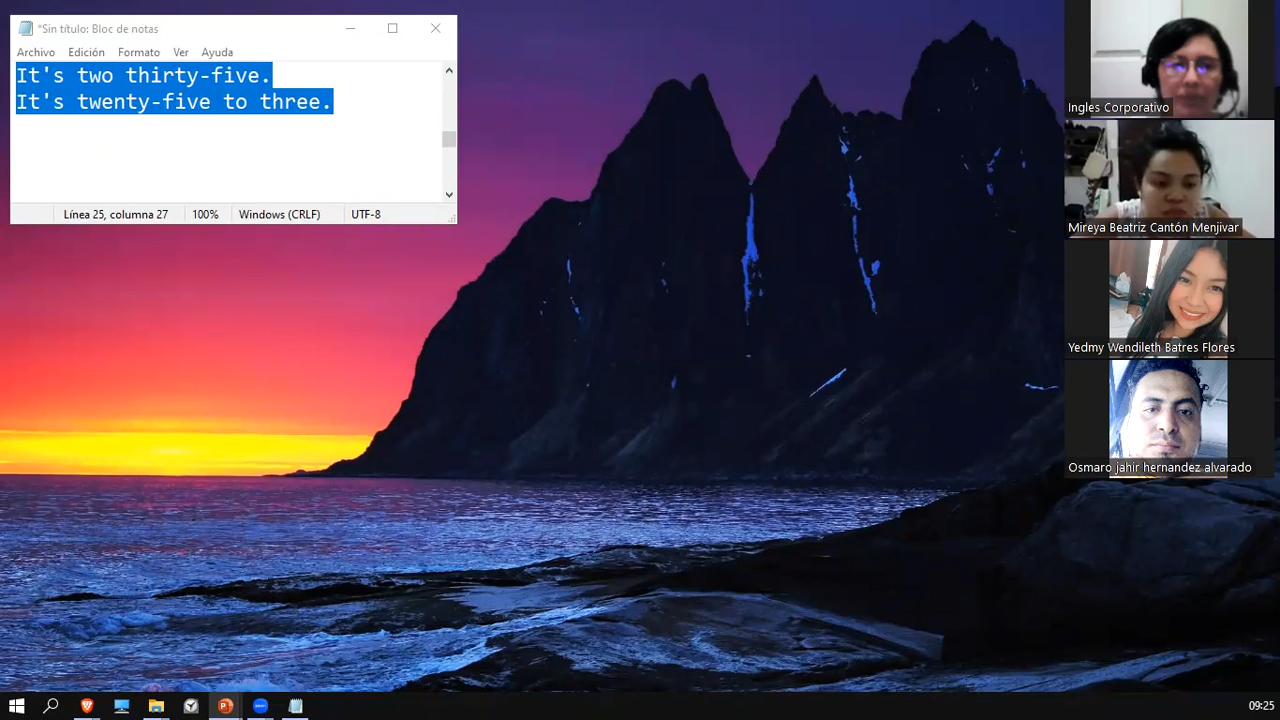 *Sin título: Bloc de notas
Archivo Edición Formato Ver Ayuda
It's two thirty-five.
It's twenty-five to three.
Línea 25, columna 27 100% Windows (CRLF) UTF-8
Ingles Corporativo
Mireya Beatriz Cantón Menjivar
Yedmy Wendileth Batres Flores
Osmaro jahir hernandez alvarado
09:25